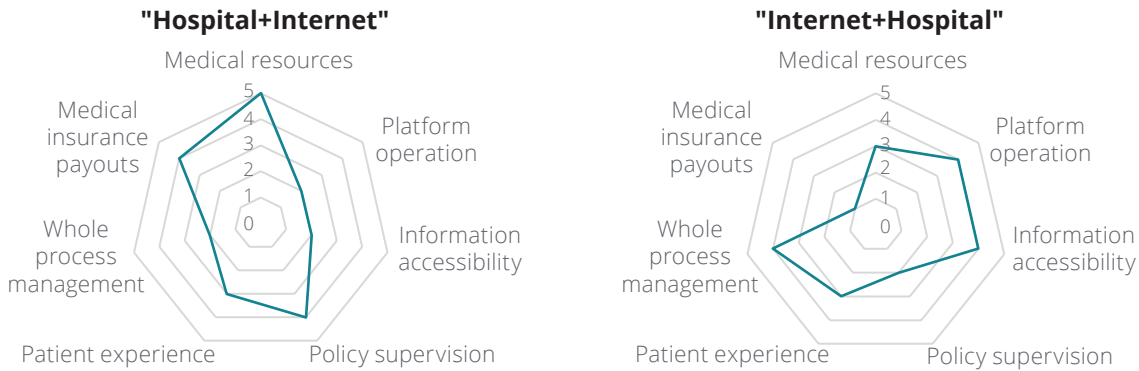 "Hospital+Internet"
Medical resources
5
4
3
2
1
0
Platform
operation
Information
accessibility
Policy supervision
Patient experience
Whole
process
management
Medical
insurance
payouts
"Internet+Hospital"
Medical resources
5
4
3
2
1
0
Platform
operation
Information
accessibility
Policy supervision
Patient experience
Whole
process
management
Medical
insurance
payouts